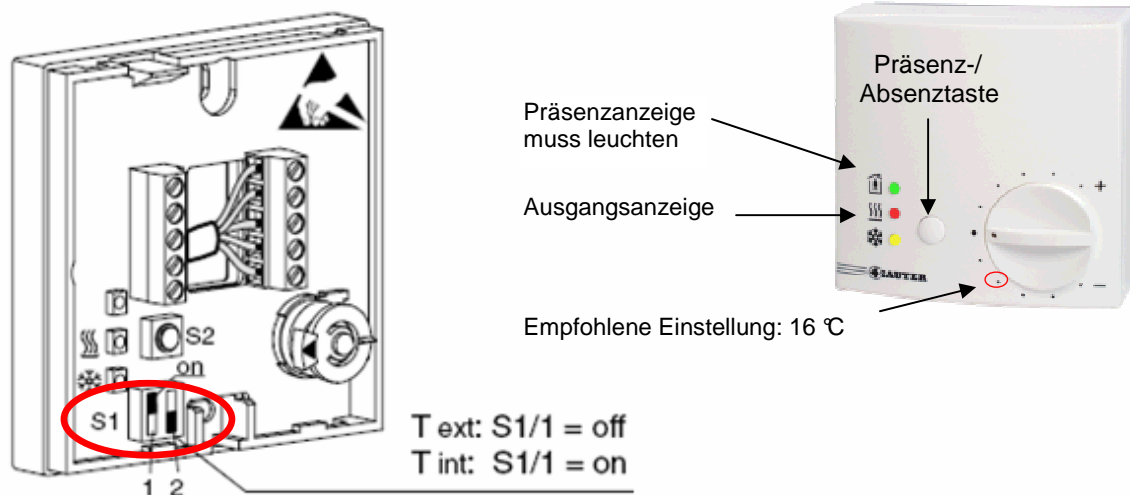 S2
on
S1
1 2
T ext: S1/1 = off
T int: S1/1 = on
Präsenz-/
Absenztaste
Präsenzanzeige
muss leuchten
Ausgangsanzeige
+
SAUTER
–
Empfohlene Einstellung: 16 °C